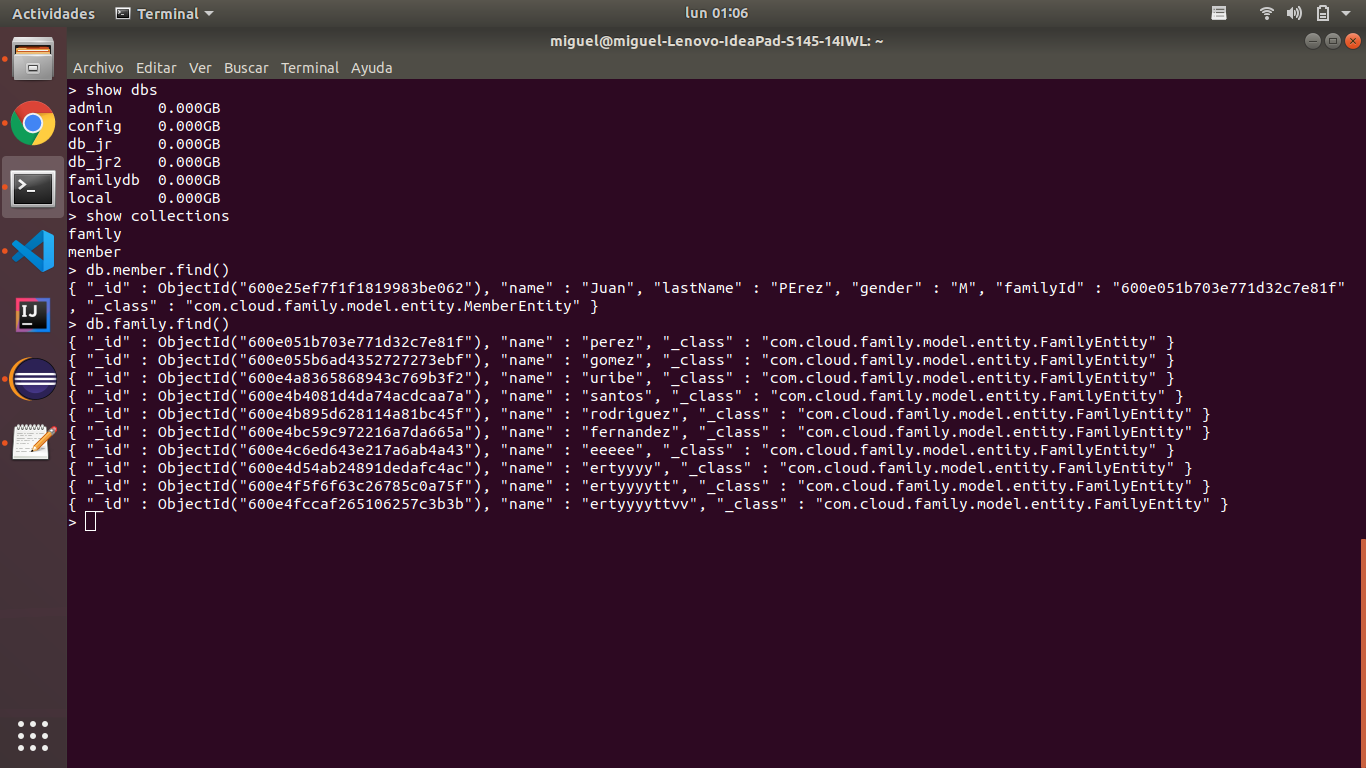 Actividades Terminal lun 01:06
miguel@miguel-Lenovo-IdeaPad-S145-14IWL: ~
Archivo Editar Ver Buscar Terminal Ayuda
> show dbs
admin 0.000GB
config 0.000GB
db_jr 0.000GB
db_jr2 0.000GB
familydb 0.000GB
local 0.000GB
> show collections
family
member
> db.member.find()
{ "_id" : ObjectId("600e25ef7f1f1819983be062"), "name" : "Juan", "lastName" : "PErez", "gender" : "M", "familyId" : "600e051b703e771d32c7e81f"
, "_class" : "com.cloud.family.model.entity.MemberEntity" }
> db.family.find()
{ "_id" : ObjectId("600e051b703e771d32c7e81f"), "name" : "perez", "_class" : "com.cloud.family.model.entity.FamilyEntity" }
{ "_id" : ObjectId("600e055b6ad4352727273ebf"), "name" : "gomez", "_class" : "com.cloud.family.model.entity.FamilyEntity" }
{ "_id" : ObjectId("600e4a8365868943c769b3f2"), "name" : "uribe", "_class" : "com.cloud.family.model.entity.FamilyEntity" }
{ "_id" : ObjectId("600e4b4081d4da74acdcaa7a"), "name" : "santos", "_class" : "com.cloud.family.model.entity.FamilyEntity" }
{ "_id" : ObjectId("600e4b895d628114a81bc45f"), "name" : "rodriguez", "_class" : "com.cloud.family.model.entity.FamilyEntity" }
{ "_id" : ObjectId("600e4bc59c972216a7da665a"), "name" : "fernandez", "_class" : "com.cloud.family.model.entity.FamilyEntity" }
{ "_id" : ObjectId("600e4c6ed643e217a6ab4a43"), "name" : "eeeee", "_class" : "com.cloud.family.model.entity.FamilyEntity" }
{ "_id" : ObjectId("600e4d54ab24891dedafc4ac"), "name" : "ertyyyy", "_class" : "com.cloud.family.model.entity.FamilyEntity" }
{ "_id" : ObjectId("600e4f5f6f63c26785c0a75f"), "name" : "ertyyyytt", "_class" : "com.cloud.family.model.entity.FamilyEntity" }
{ "_id" : ObjectId("600e4fccaf265106257c3b3b"), "name" : "ertyyyyttvv", "_class" : "com.cloud.family.model.entity.FamilyEntity" }
>
IJ